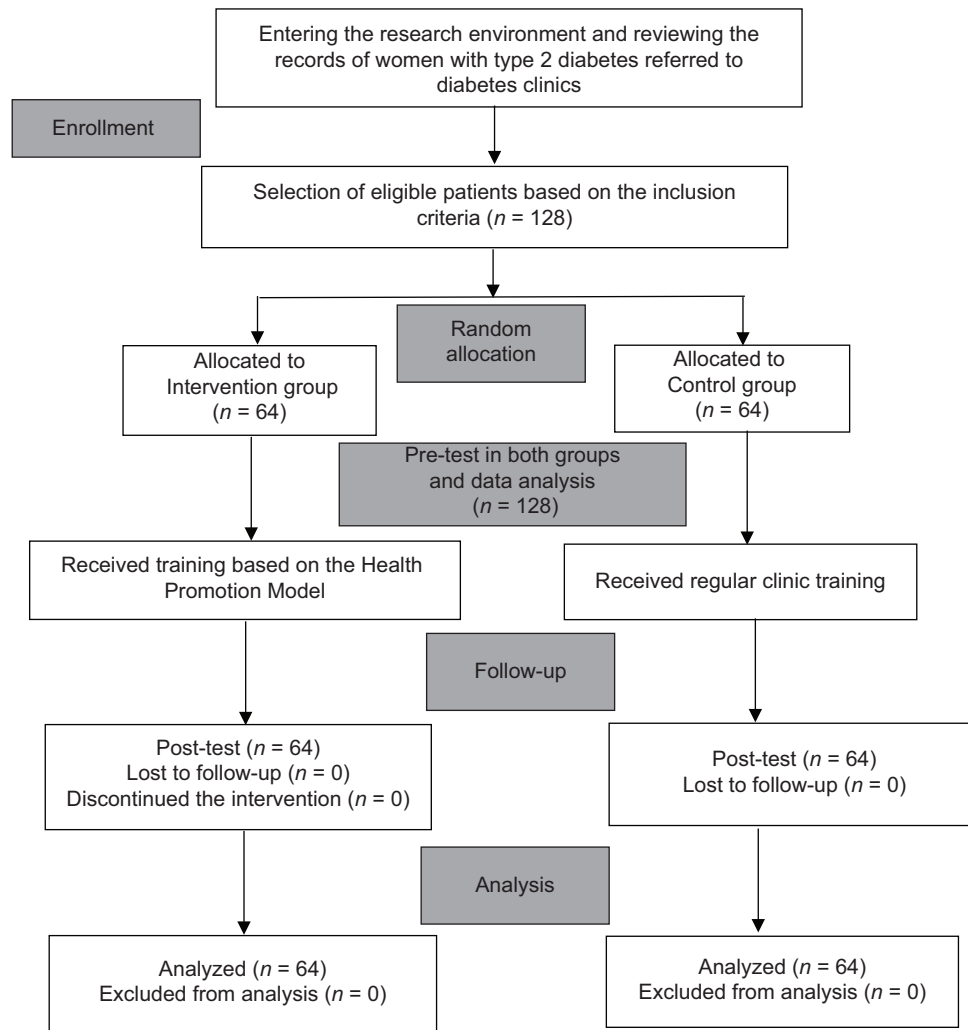 Entering the research environment and reviewing the
records of women with type 2 diabetes referred to
diabetes clinics
Enrollment
Selection of eligible patients based on the inclusion
criteria (n = 128)
Random
allocation
Allocated to
Intervention group
(n = 64)
Allocated to
Control group
(n = 64)
Pre-test in both groups
and data analysis
(n = 128)
Received training based on the Health
Promotion Model
Received regular clinic training
Follow-up
Post-test (n = 64)
Lost to follow-up (n = 0)
Discontinued the intervention (n = 0)
Post-test (n = 64)
Lost to follow-up (n = 0)
Analysis
Analyzed (n = 64)
Excluded from analysis (n = 0)
Analyzed (n = 64)
Excluded from analysis (n = 0)